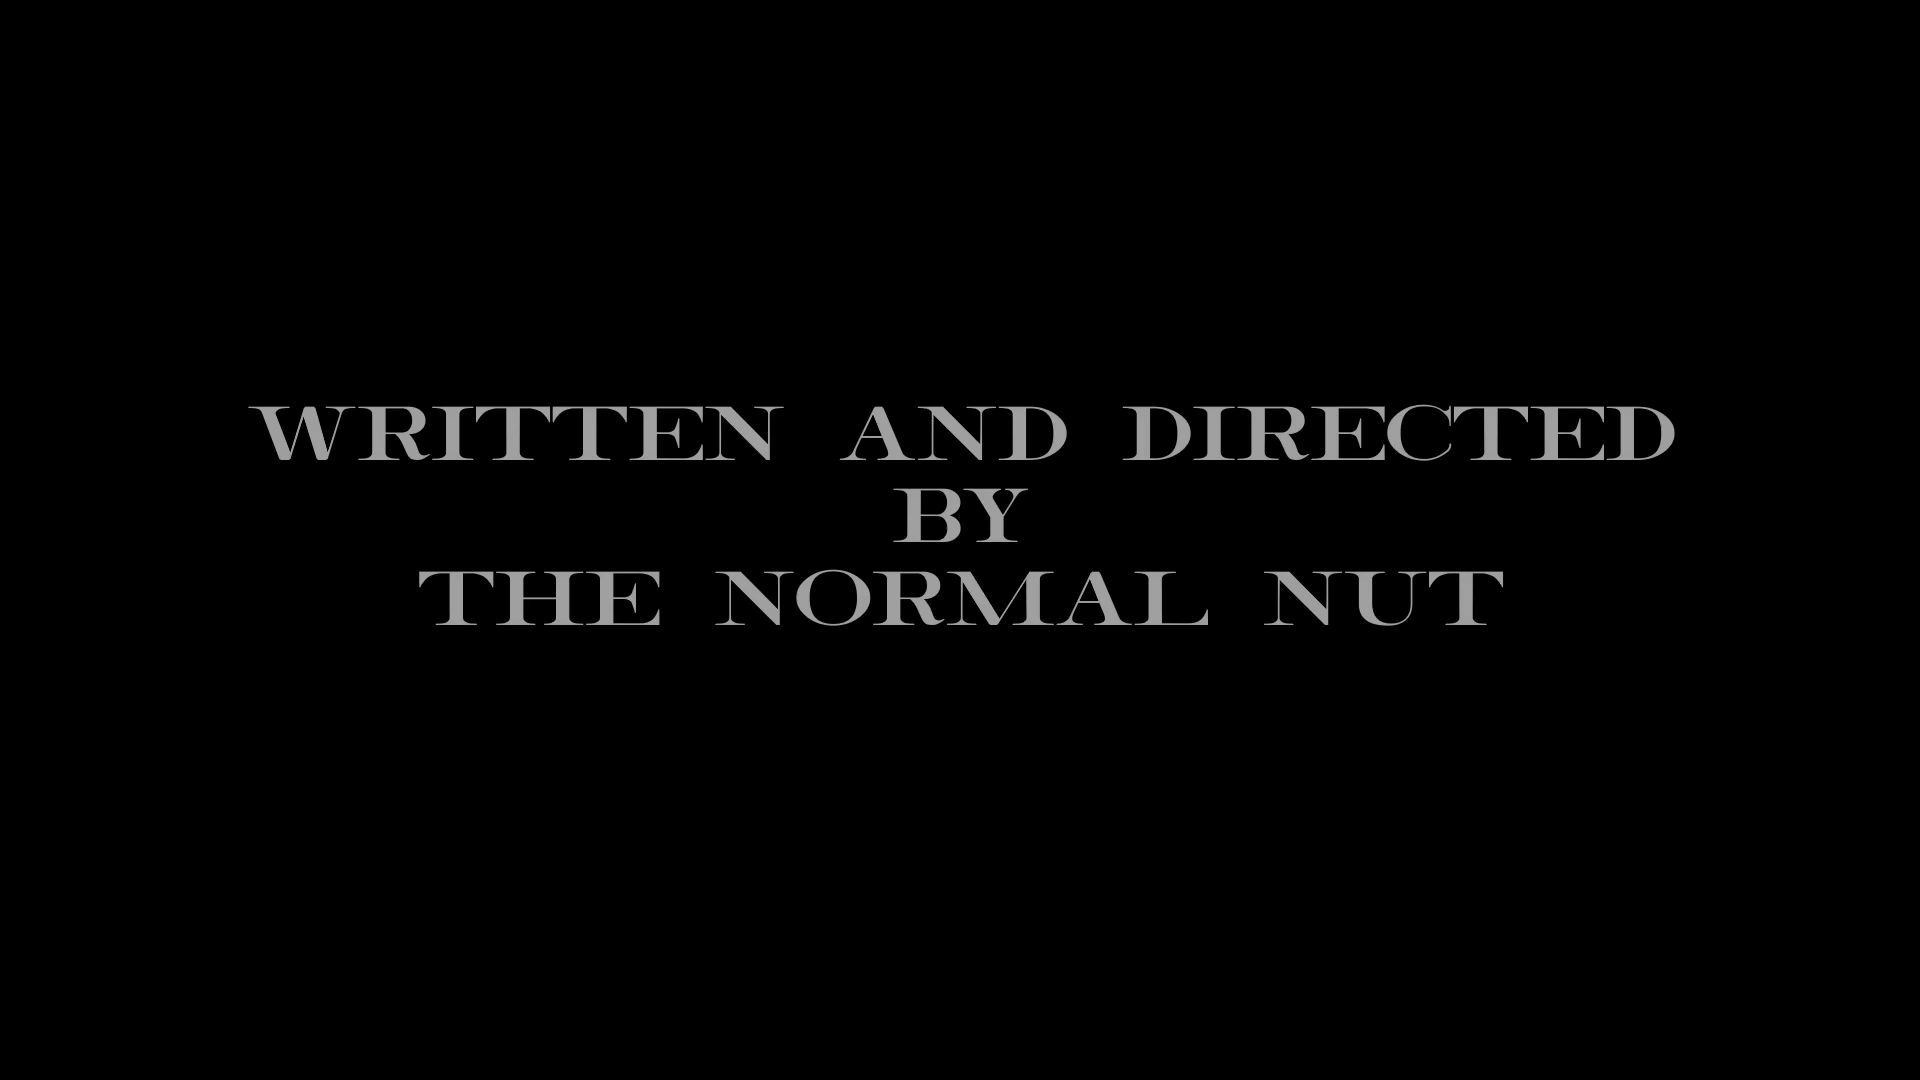 WRITTEN AND DIRECTED
BY
THE NORMAL NUT